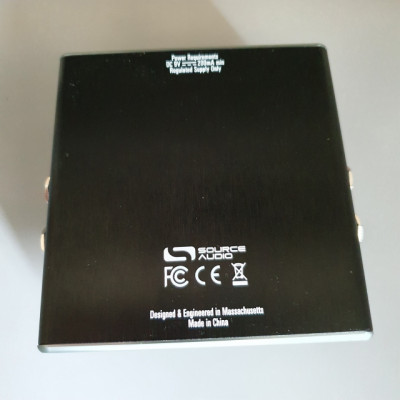 Power Requirements
DC 9V 200mA min
Regulated Supply Only
SOURCE
AUDIO
FC CE
Designed & Engineered in Massachusetts
Made in China